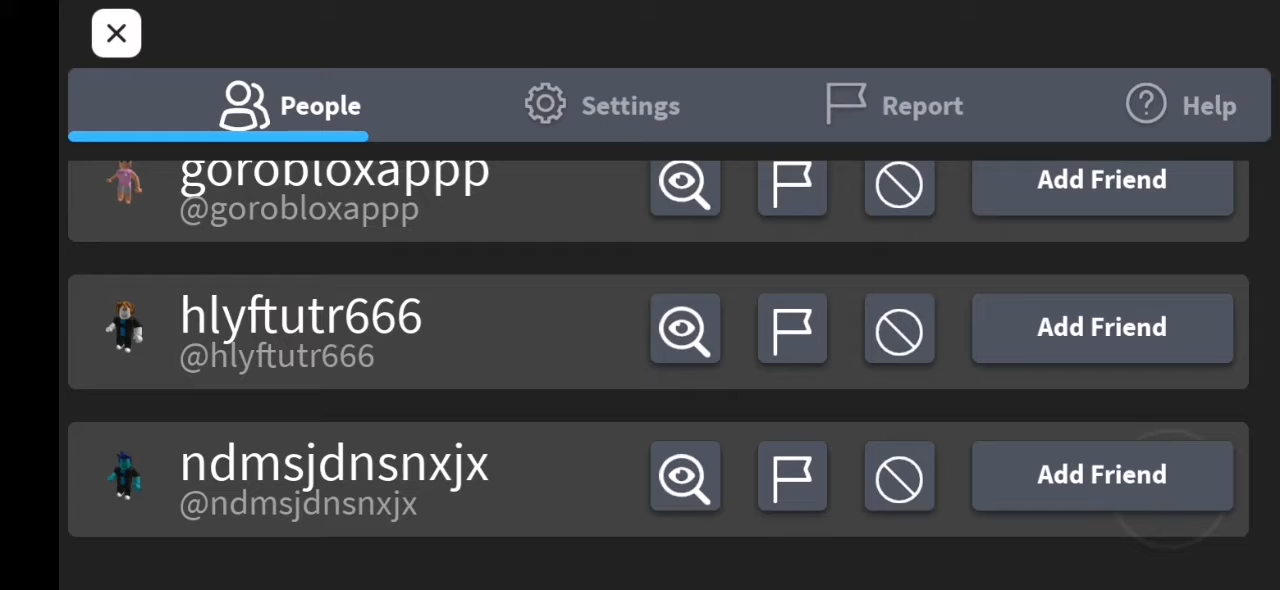 People
Settings
Report
Help
gorobloxappp
@gorobloxappp
Add Friend
hlyftutr666
@hlyftutr666
Add Friend
ndmsjdnsnxjx
@ndmsjdnsnxjx
Add Friend